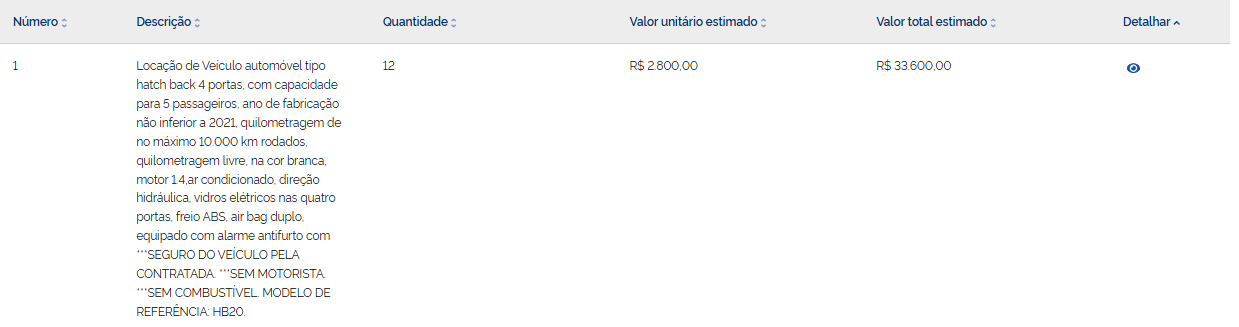 Número Descrição Quantidade Valor unitário estimado Valor total estimado Detalhar
1 Locação de Veículo automóvel tipo 12 R$ 2.800,00 R$ 33.600,00
hatch back 4 portas, com capacidade
para 5 passageiros, ano de fabricação
não inferior a 2021, quilometragem de
no máximo 10.000 km rodados,
quilometragem livre, na cor branca,
motor 1.4,ar condicionado, direção
hidráulica, vidros elétricos nas quatro
portas, freio ABS, air bag duplo,
equipado com alarme antifurto com
***SEGURO DO VEÍCULO PELA
CONTRATADA. ***SEM MOTORISTA.
***SEM COMBUSTÍVEL. MODELO DE
REFERÊNCIA: HB20.